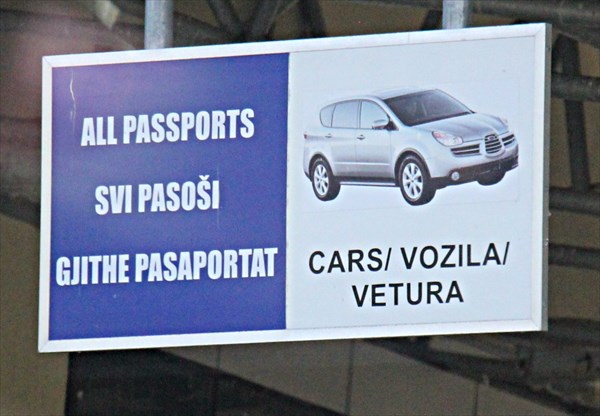 ALL PASSPORTS
SVI PASOŠI
GJITHE PASAPORTAT
CARS/ VOZILA/
VETURA